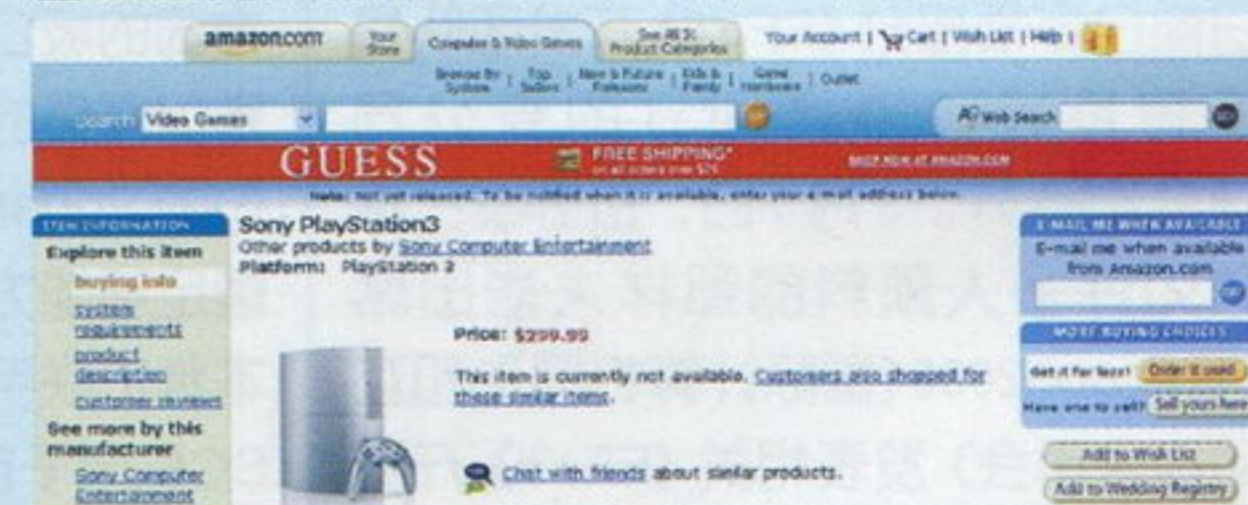 amazon.com
Your Store
Computer & Video Games
See All 31 Product Categories
Your Account | Cart | Wish List | Help |
Browse By System | Top Sellers | New & Future Releases | Kids & Family | Game Hardware | Outlet
Search Video Games
Web Search
GUESS
FREE SHIPPING*
on all orders over $25
SHOP NOW AT AMAZON.COM
Note: Not yet released. To be notified when it is available, enter your e-mail address below.
ITEM INFORMATION
Explore this item
buying info
system requirements
product description
customer reviews
See more by this manufacturer
Sony Computer Entertainment
Sony PlayStation3
Other products by Sony Computer Entertainment
Platform: PlayStation 3
Price: $299.99
This item is currently not available. Customers also shopped for
these similar items.
Chat with friends about similar products.
E-MAIL ME WHEN AVAILABLE
E-mail me when available
from Amazon.com
MORE BUYING CHOICES
Get it for less! Order it used
Have one to sell? Sell yours here
Add to Wish List
Add to Wedding Registry